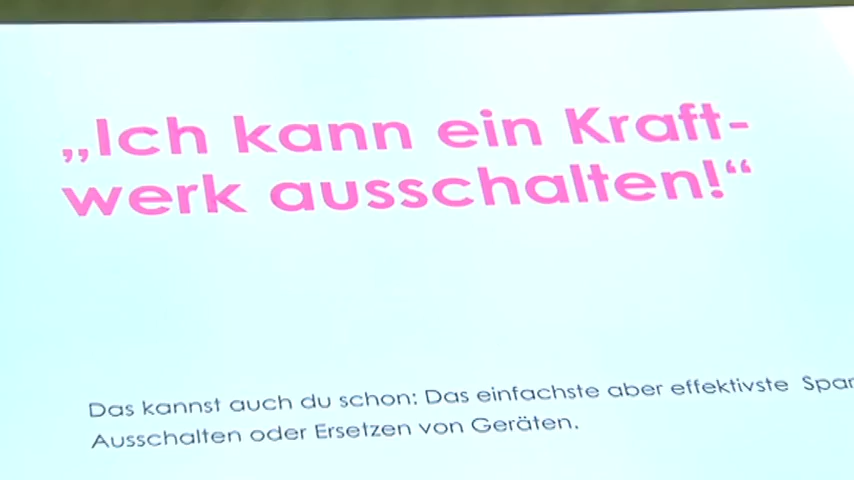 „Ich kann ein Kraft-
werk ausschalten!“
Das kannst auch du schon: Das einfachste aber effektivste
Ausschalten oder Ersetzen von Geräten.